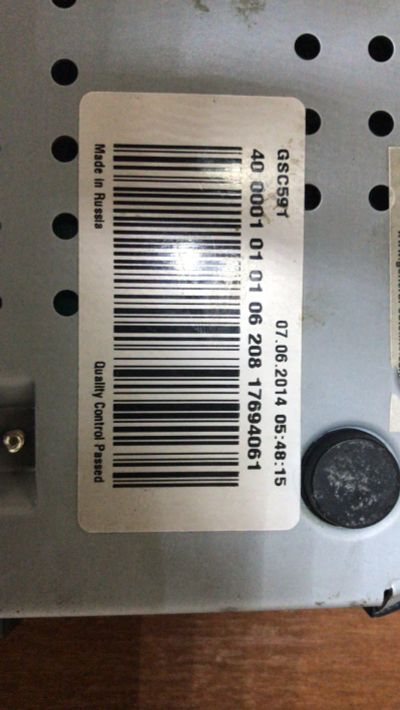 GSC591 07.06.2014 05:48:15
40 0001 01 01 06 208 17694061
Made in Russia Quality Control Passed